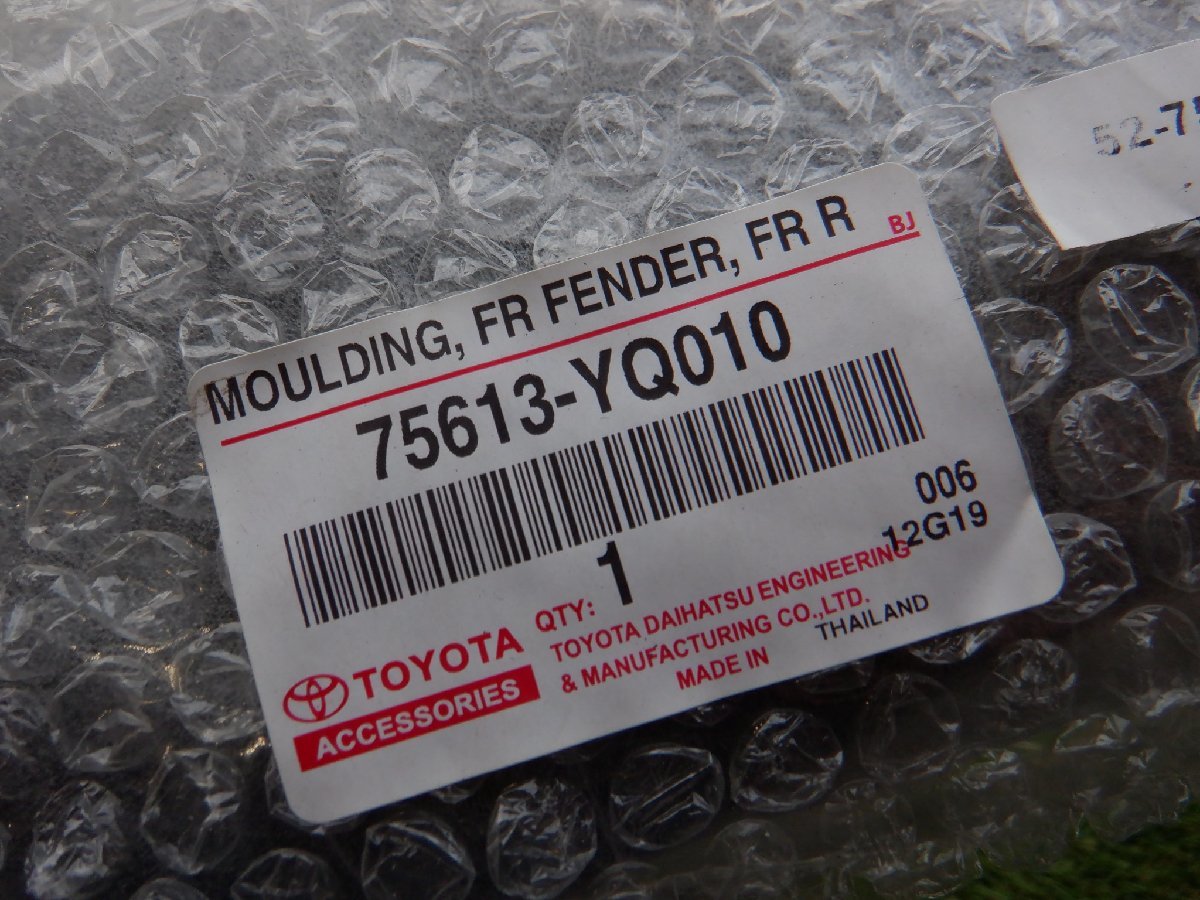 MOULDING, FR FENDER, FR R
BJ
75613-YQ010
006
12G19
QTY: 1
TOYOTA
ACCESSORIES
TOYOTA DAIHATSU ENGINEERING
& MANUFACTURING CO.,LTD.
MADE IN THAILAND
52-75